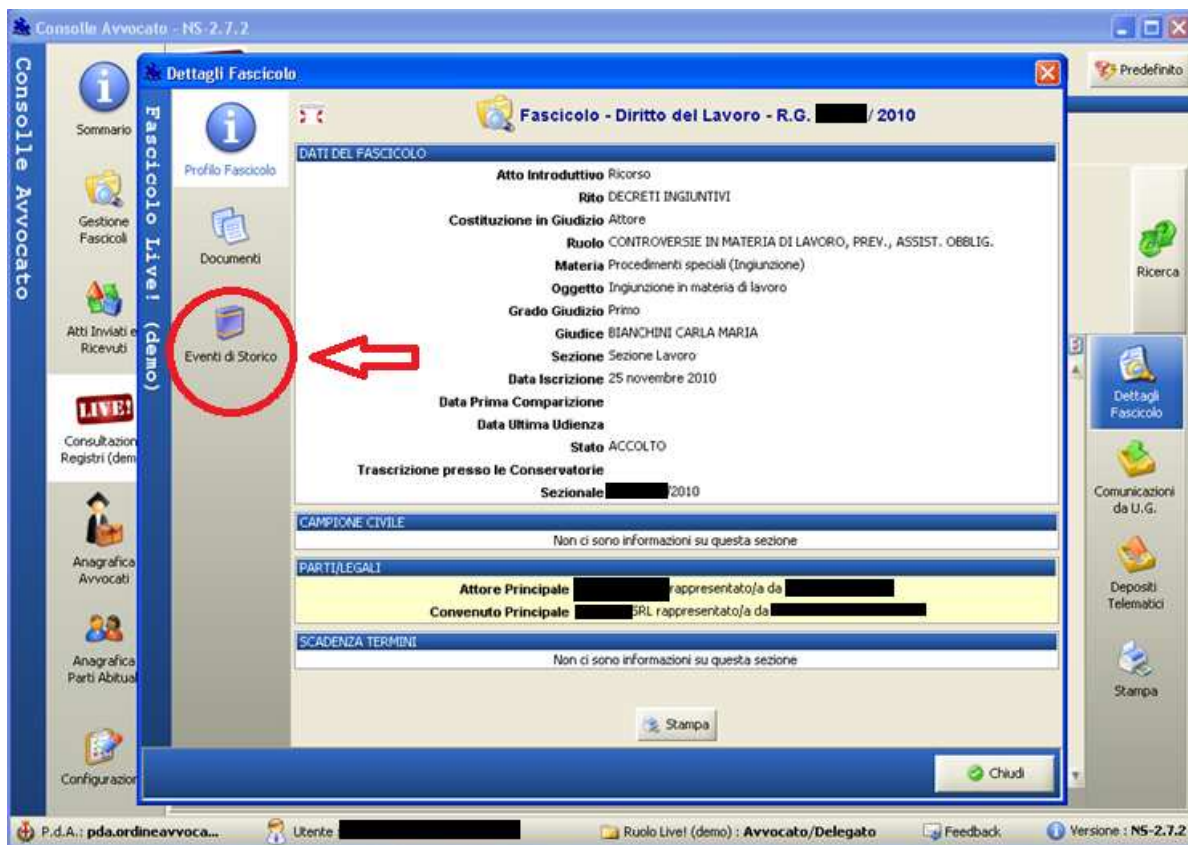 Consolle Avvocato - NS-2.7.2
Consolle Avvocato
Sommario
Gestione
Fascicoli
Atti Inviati e
Ricevuti
LIVE!
Consultazion
Registri (dem
Anagrafica
Avvocati
Anagrafica
Parti Abitual
Configurazion
Dettagli Fascicolo
Fascicolo Live! (demo)
Profilo Fascicolo
Documenti
Eventi di Storico
Fascicolo - Diritto del Lavoro - R.G. / 2010
DATI DEL FASCICOLO
Atto Introduttivo Ricorso
Rito DECRETI INGIUNTIVI
Costituzione in Giudizio Attore
Ruolo CONTROVERSIE IN MATERIA DI LAVORO, PREV., ASSIST. OBBLIG.
Materia Procedimenti speciali (Ingiunzione)
Oggetto Ingiunzione in materia di lavoro
Grado Giudizio Primo
Giudice BIANCHINI CARLA MARIA
Sezione Sezione Lavoro
Data Iscrizione 25 novembre 2010
Data Prima Comparizione
Data Ultima Udienza
Stato ACCOLTO
Trascrizione presso le Conservatorie
Sezionale /2010
CAMPIONE CIVILE
Non ci sono informazioni su questa sezione
PARTI/LEGALI
Attore Principale rappresentato/a da
Convenuto Principale SRL rappresentato/a da
SCADENZA TERMINI
Non ci sono informazioni su questa sezione
Stampa
Chiudi
Predefinito
Ricerca
Dettagli
Fascicolo
Comunicazioni
da U.G.
Depositi
Telematici
Stampa
P.d.A.: pda.ordineavvoca...
Utente :
Ruolo Live! (demo) : Avvocato/Delegato
Feedback
Versione : NS-2.7.2